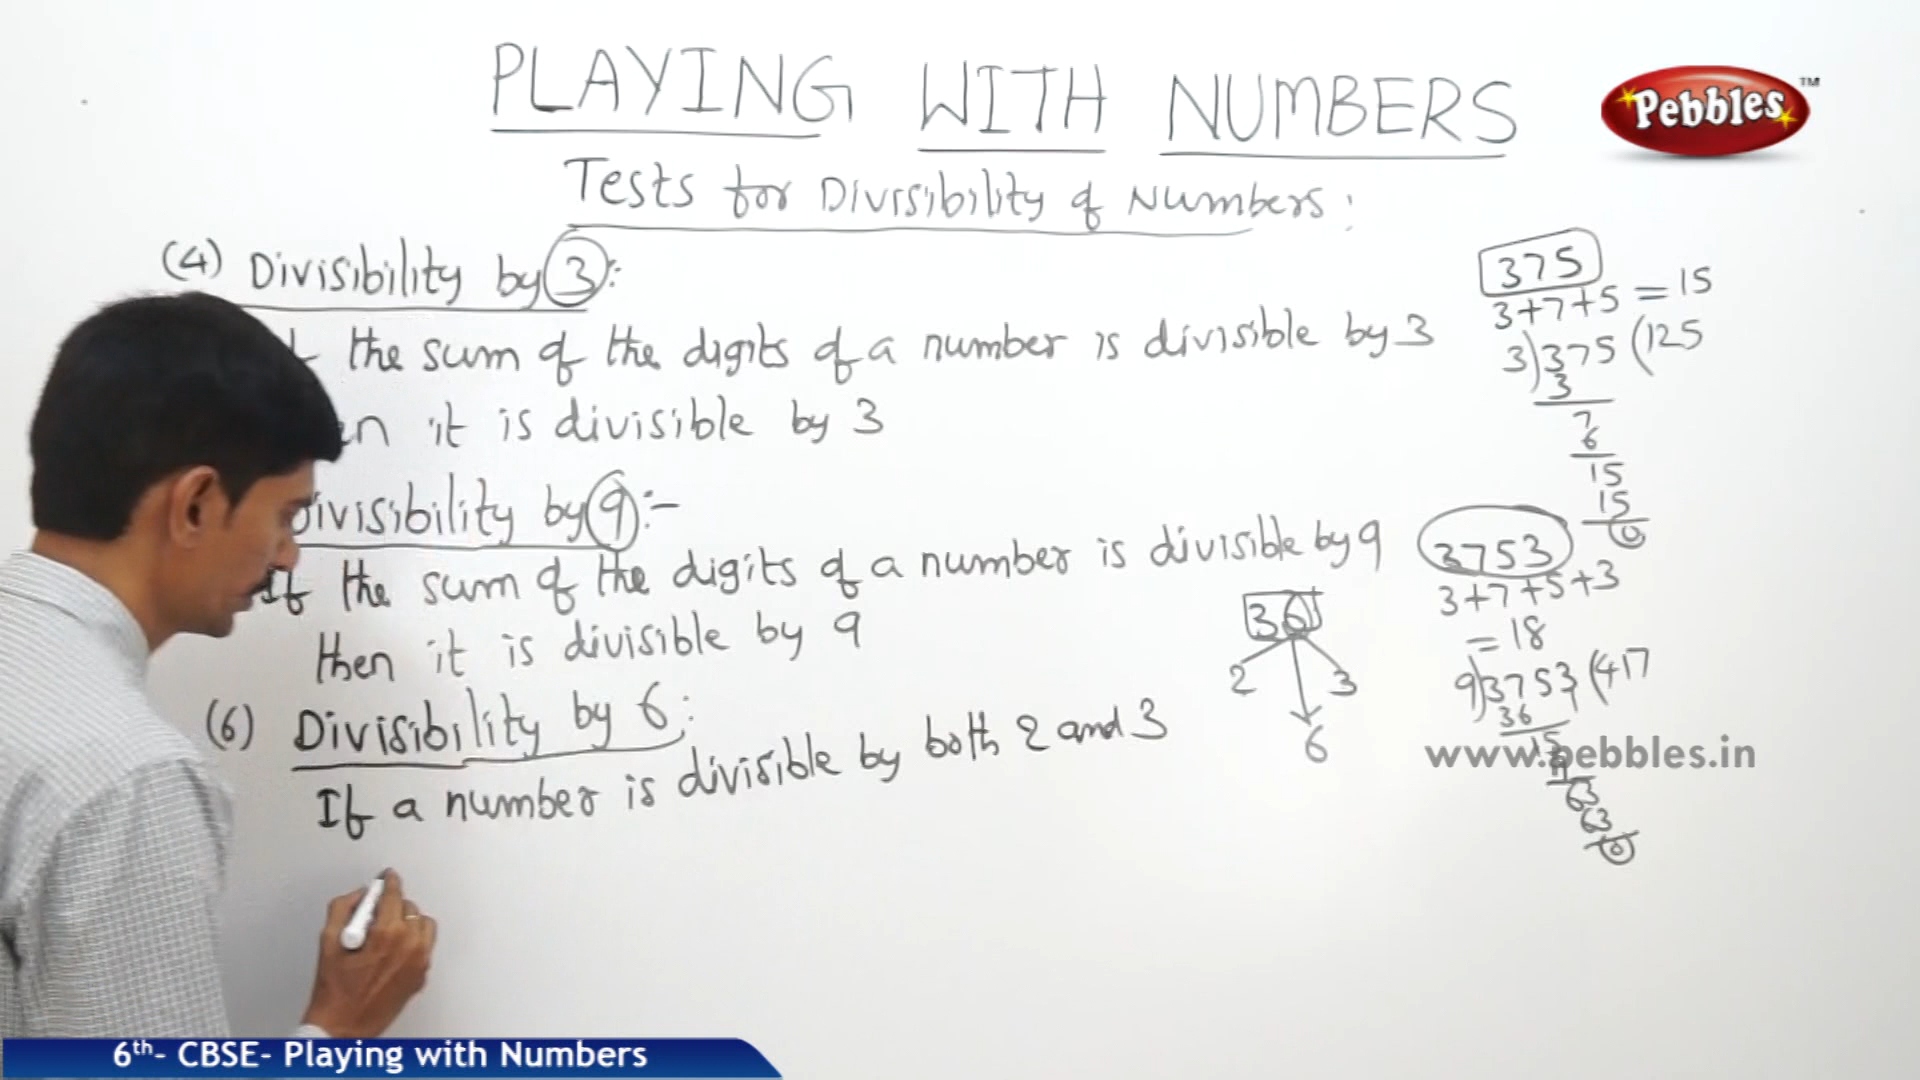 PLAYING WITH NUMBERS
Pebbles™
Tests for Divisibility of Numbers:
(4) Divisibility by 3:
the sum of the digits of a number is divisible by 3
it is divisible by 3
Divisibility by 9:-
If the sum of the digits of a number is divisible by 9
then it is divisible by 9
(6) Divisibility by 6:
If a number is divisible by both 2 and 3
375
3+7+5 = 15
3)375(125
3
7
6
15
15
0
36
2 3
6
3753
3+7+5+3
= 18
9)3753(417
36
15
9
63
63
0
www.pebbles.in
6th- CBSE- Playing with Numbers